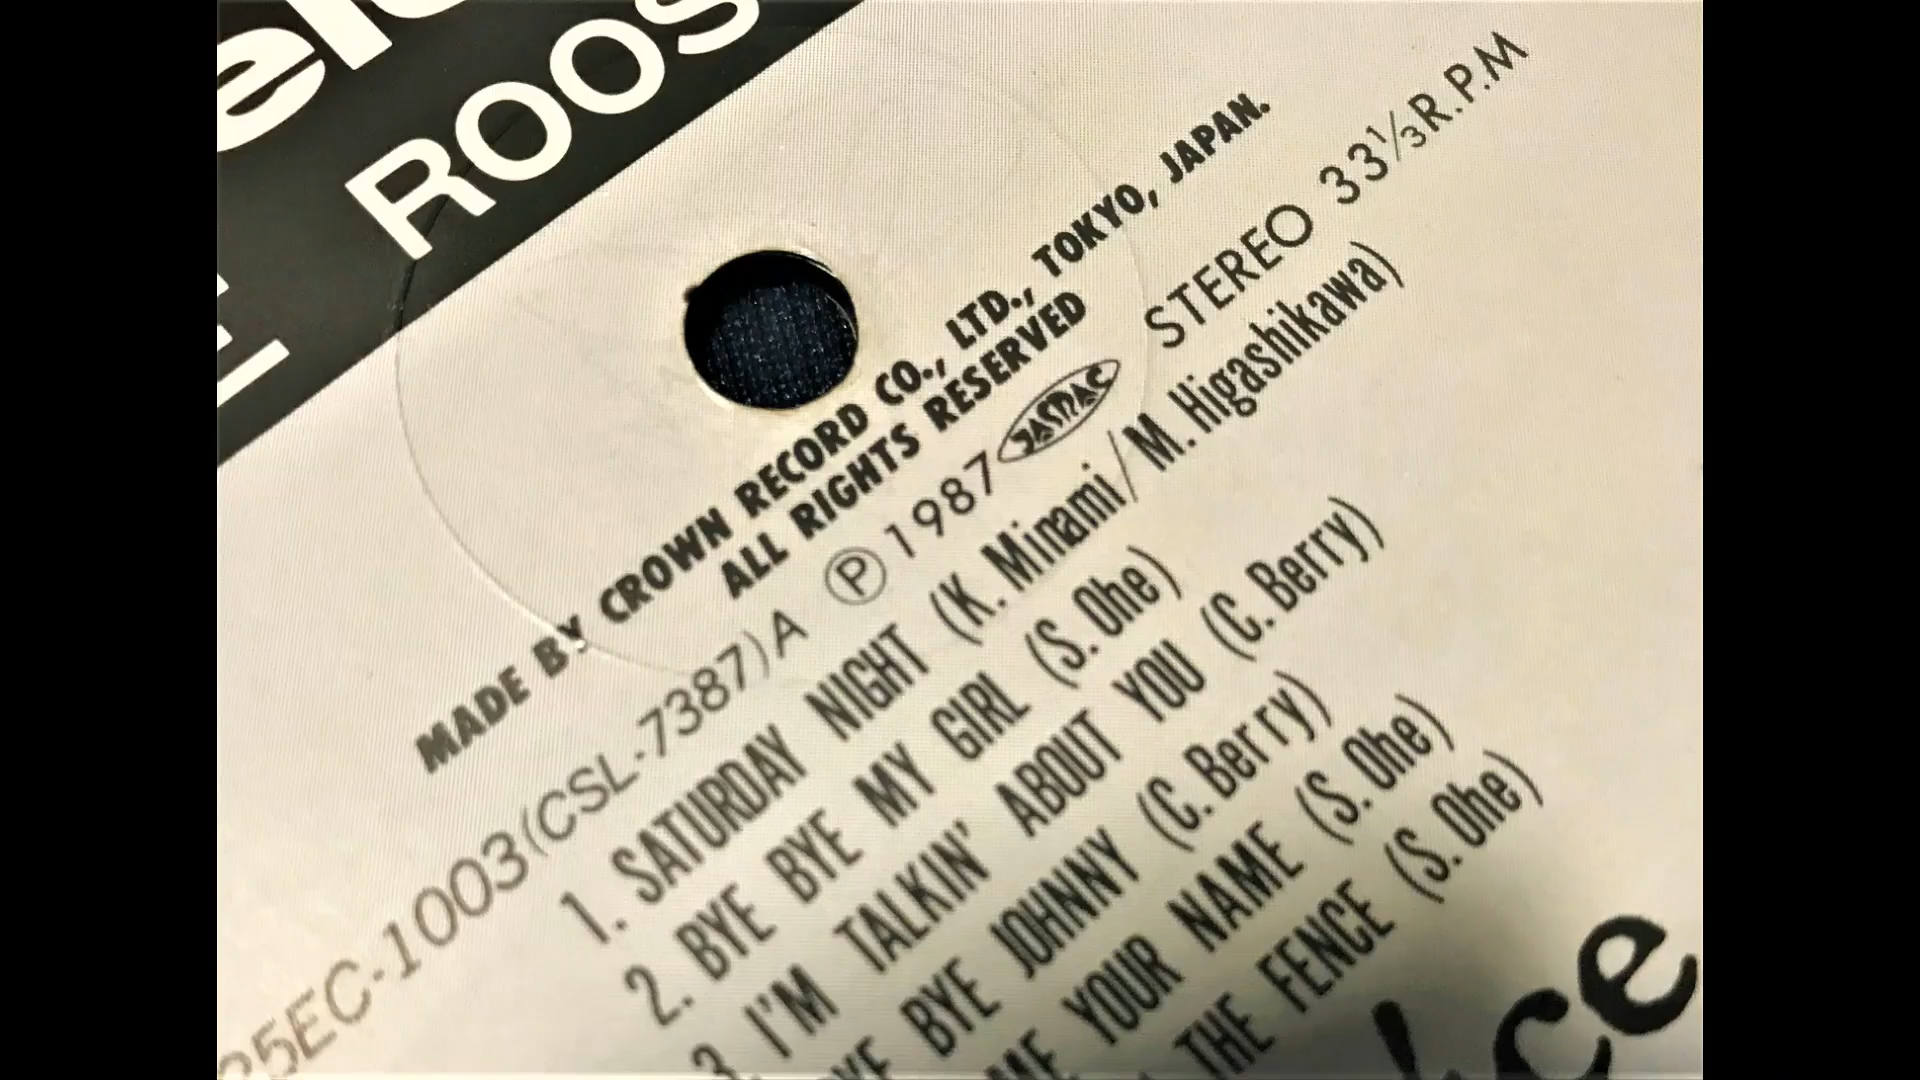 ROOS
MADE BY CROWN RECORD CO., LTD., TOKYO, JAPAN.
ALL RIGHTS RESERVED
25EC-1003(CSL-7387)A Ⓟ1987 JASRAC STEREO 33⅓R.P.M
1. SATURDAY NIGHT (K. Minami/M. Higashikawa)
2. BYE BYE MY GIRL (S. Ohe)
3. I'M TALKIN' ABOUT YOU (C. Berry)
BYE JOHNNY (C. Berry)
ME YOUR NAME (S. Ohe)
THE FENCE (S. Ohe)